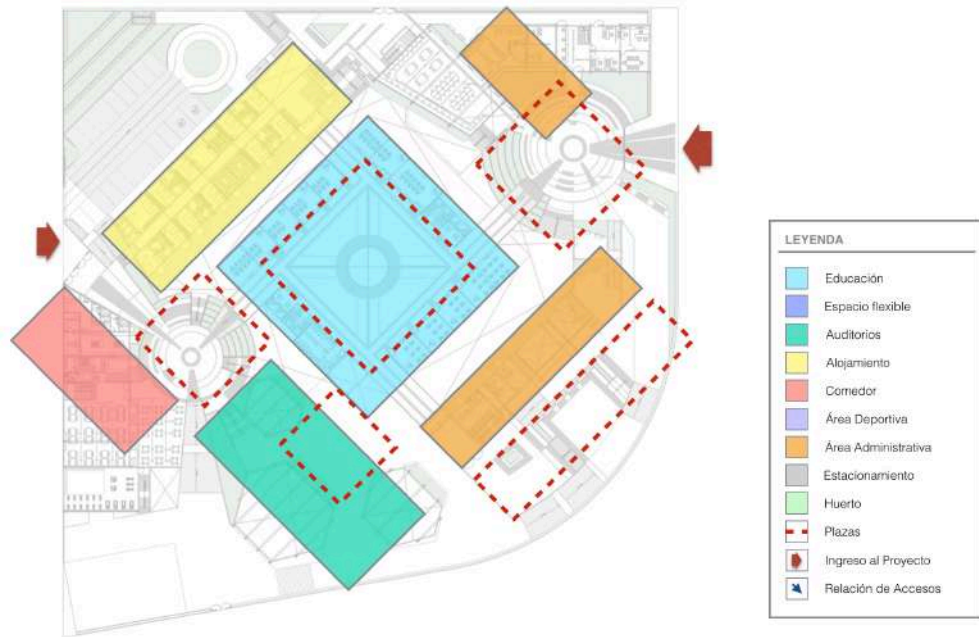 LEYENDA
Educación
Espacio flexible
Auditorios
Alojamiento
Comedor
Área Deportiva
Área Administrativa
Estacionamiento
Huerto
Plazas
Ingreso al Proyecto
Relación de Accesos